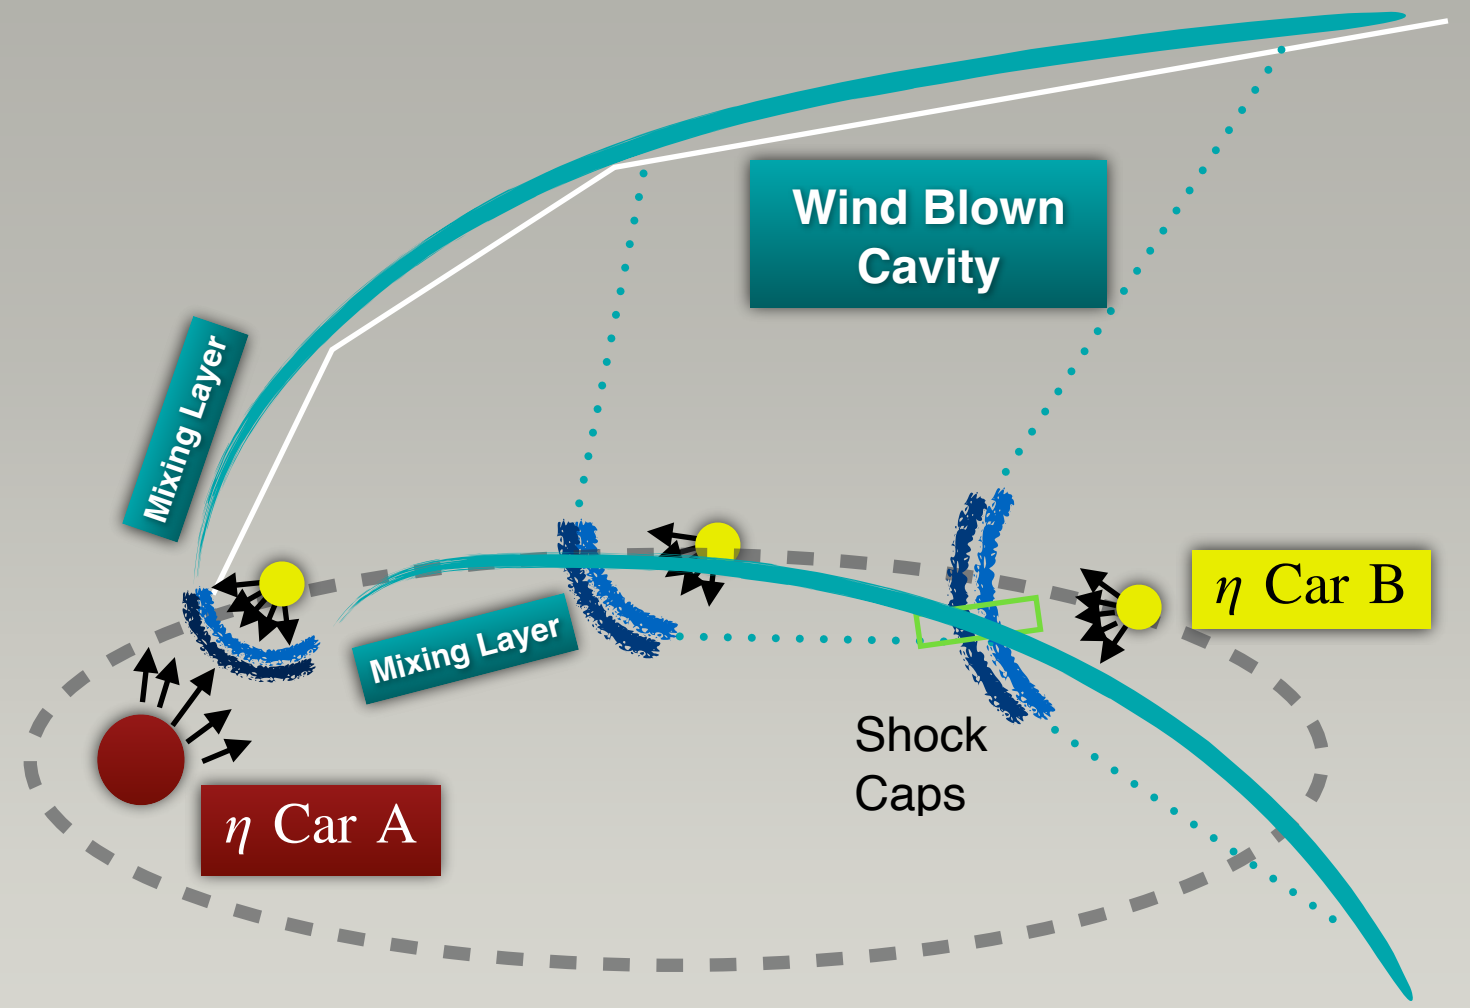 Wind Blown
Cavity
Mixing Layer
η Car B
Mixing Layer
Shock
Caps
η Car A